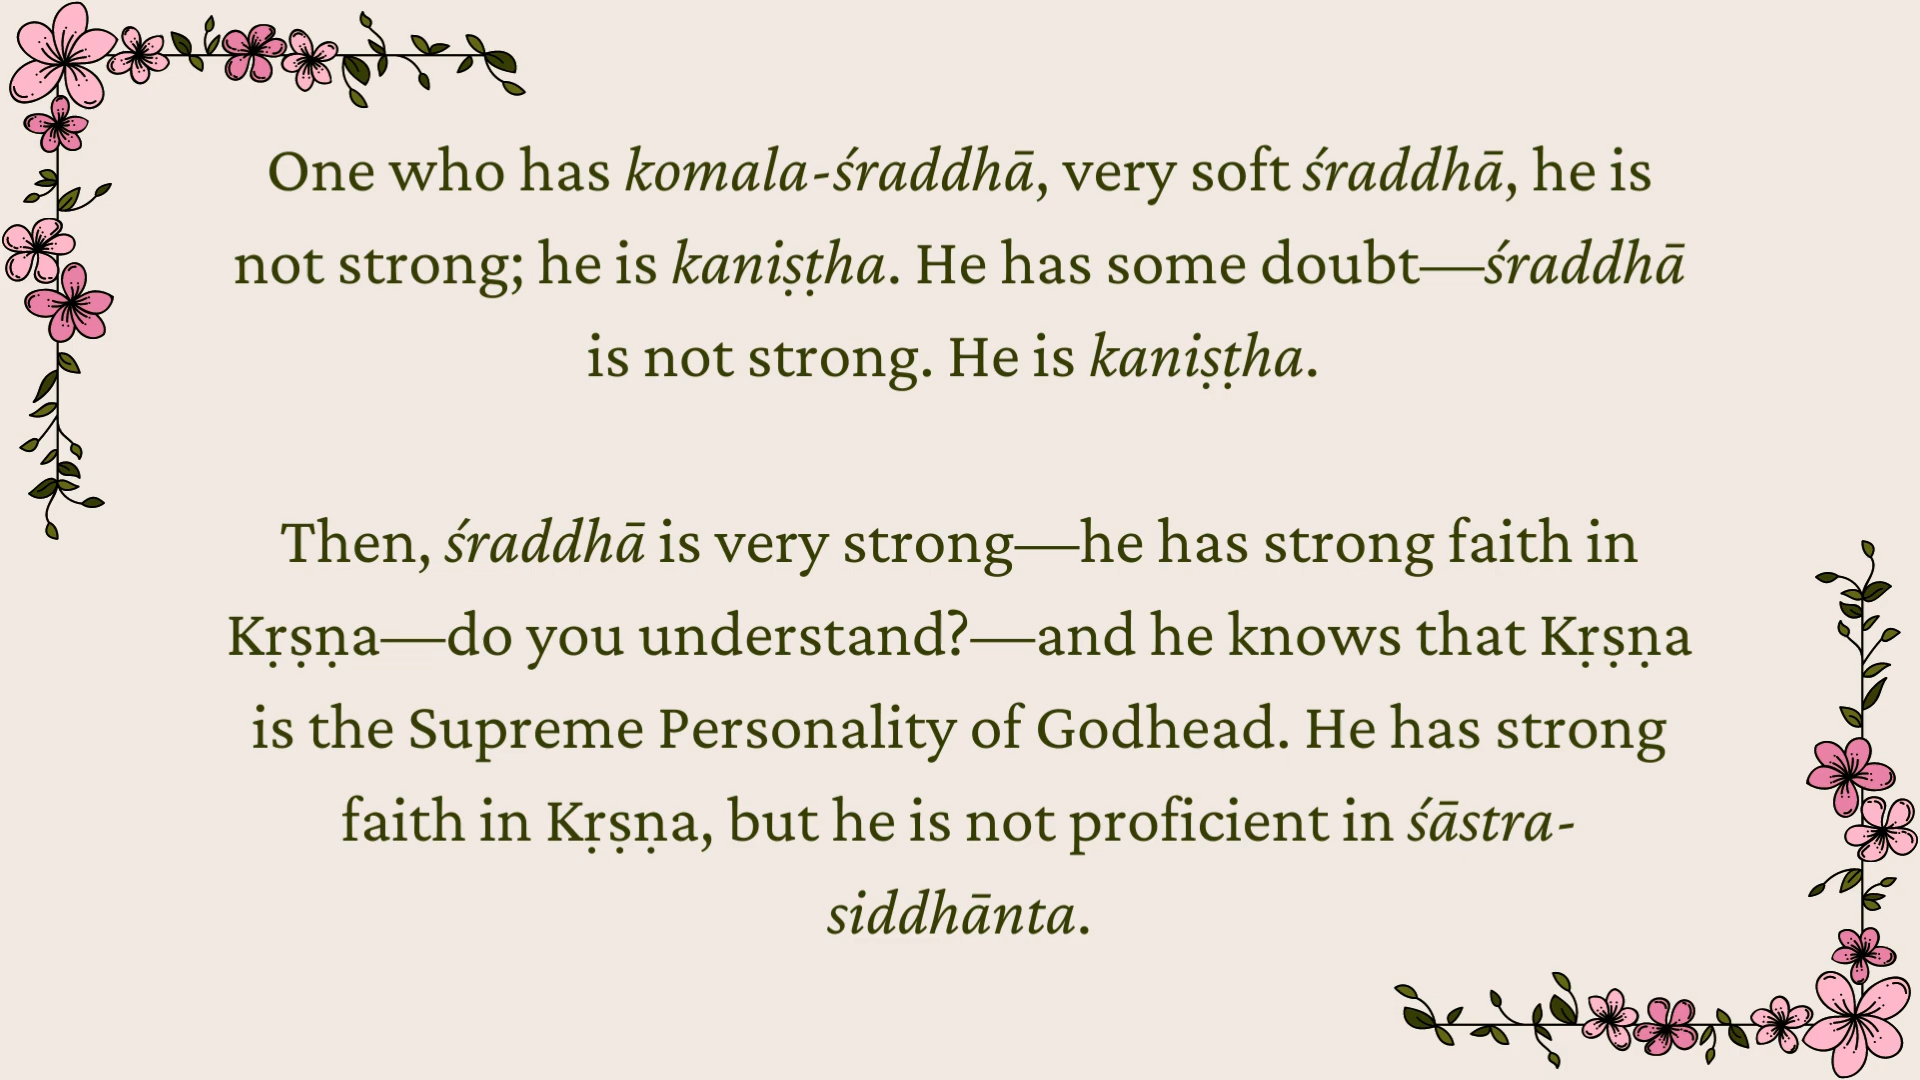 One who has komala-śraddhā, very soft śraddhā, he is
not strong; he is kaniṣṭha. He has some doubt—śraddhā
is not strong. He is kaniṣṭha.
Then, śraddhā is very strong—he has strong faith in
Kṛṣṇa—do you understand?—and he knows that Kṛṣṇa
is the Supreme Personality of Godhead. He has strong
faith in Kṛṣṇa, but he is not proficient in śāstra-
siddhānta.